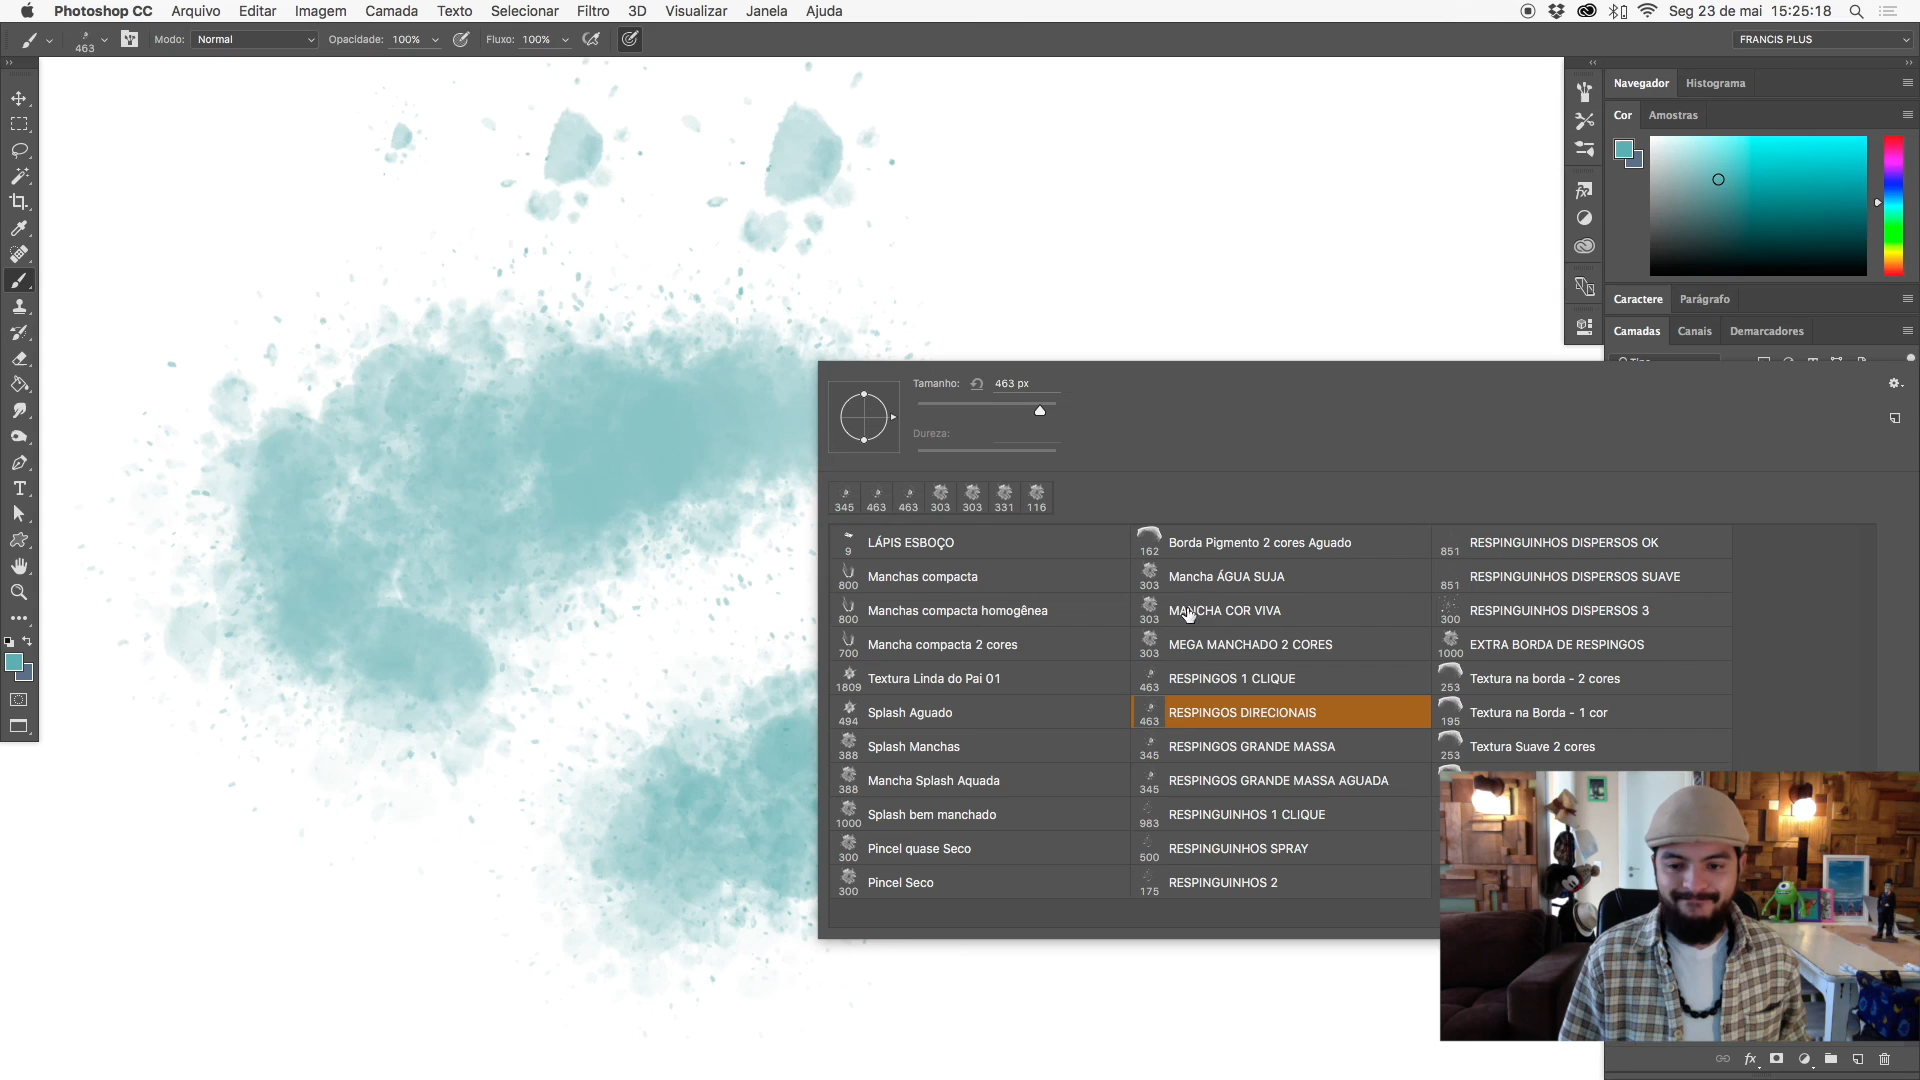 Photoshop CC Arquivo Editar Imagem Camada Texto Selecionar Filtro 3D Visualizar Janela Ajuda Seg 23 de mai 15:25:18
463 Modo: Normal Opacidade: 100% Fluxo: 100% FRANCIS PLUS
Navegador Histograma
Cor Amostras
Caractere Parágrafo
Camadas Canais Demarcadores
Tamanho: 463 px
Dureza:
345 463 463 303 303 331 116
9 LÁPIS ESBOÇO
800 Manchas compacta
800 Manchas compacta homogênea
700 Mancha compacta 2 cores
1809 Textura Linda do Pai 01
494 Splash Aguado
388 Splash Manchas
388 Mancha Splash Aquada
1000 Splash bem manchado
300 Pincel quase Seco
300 Pincel Seco
162 Borda Pigmento 2 cores Aguado
303 Mancha ÁGUA SUJA
303 MANCHA COR VIVA
303 MEGA MANCHADO 2 CORES
463 RESPINGOS 1 CLIQUE
463 RESPINGOS DIRECIONAIS
345 RESPINGOS GRANDE MASSA
345 RESPINGOS GRANDE MASSA AGUADA
983 RESPINGUINHOS 1 CLIQUE
500 RESPINGUINHOS SPRAY
175 RESPINGUINHOS 2
851 RESPINGUINHOS DISPERSOS OK
851 RESPINGUINHOS DISPERSOS SUAVE
300 RESPINGUINHOS DISPERSOS 3
1000 EXTRA BORDA DE RESPINGOS
253 Textura na borda - 2 cores
195 Textura na Borda - 1 cor
253 Textura Suave 2 cores
fx